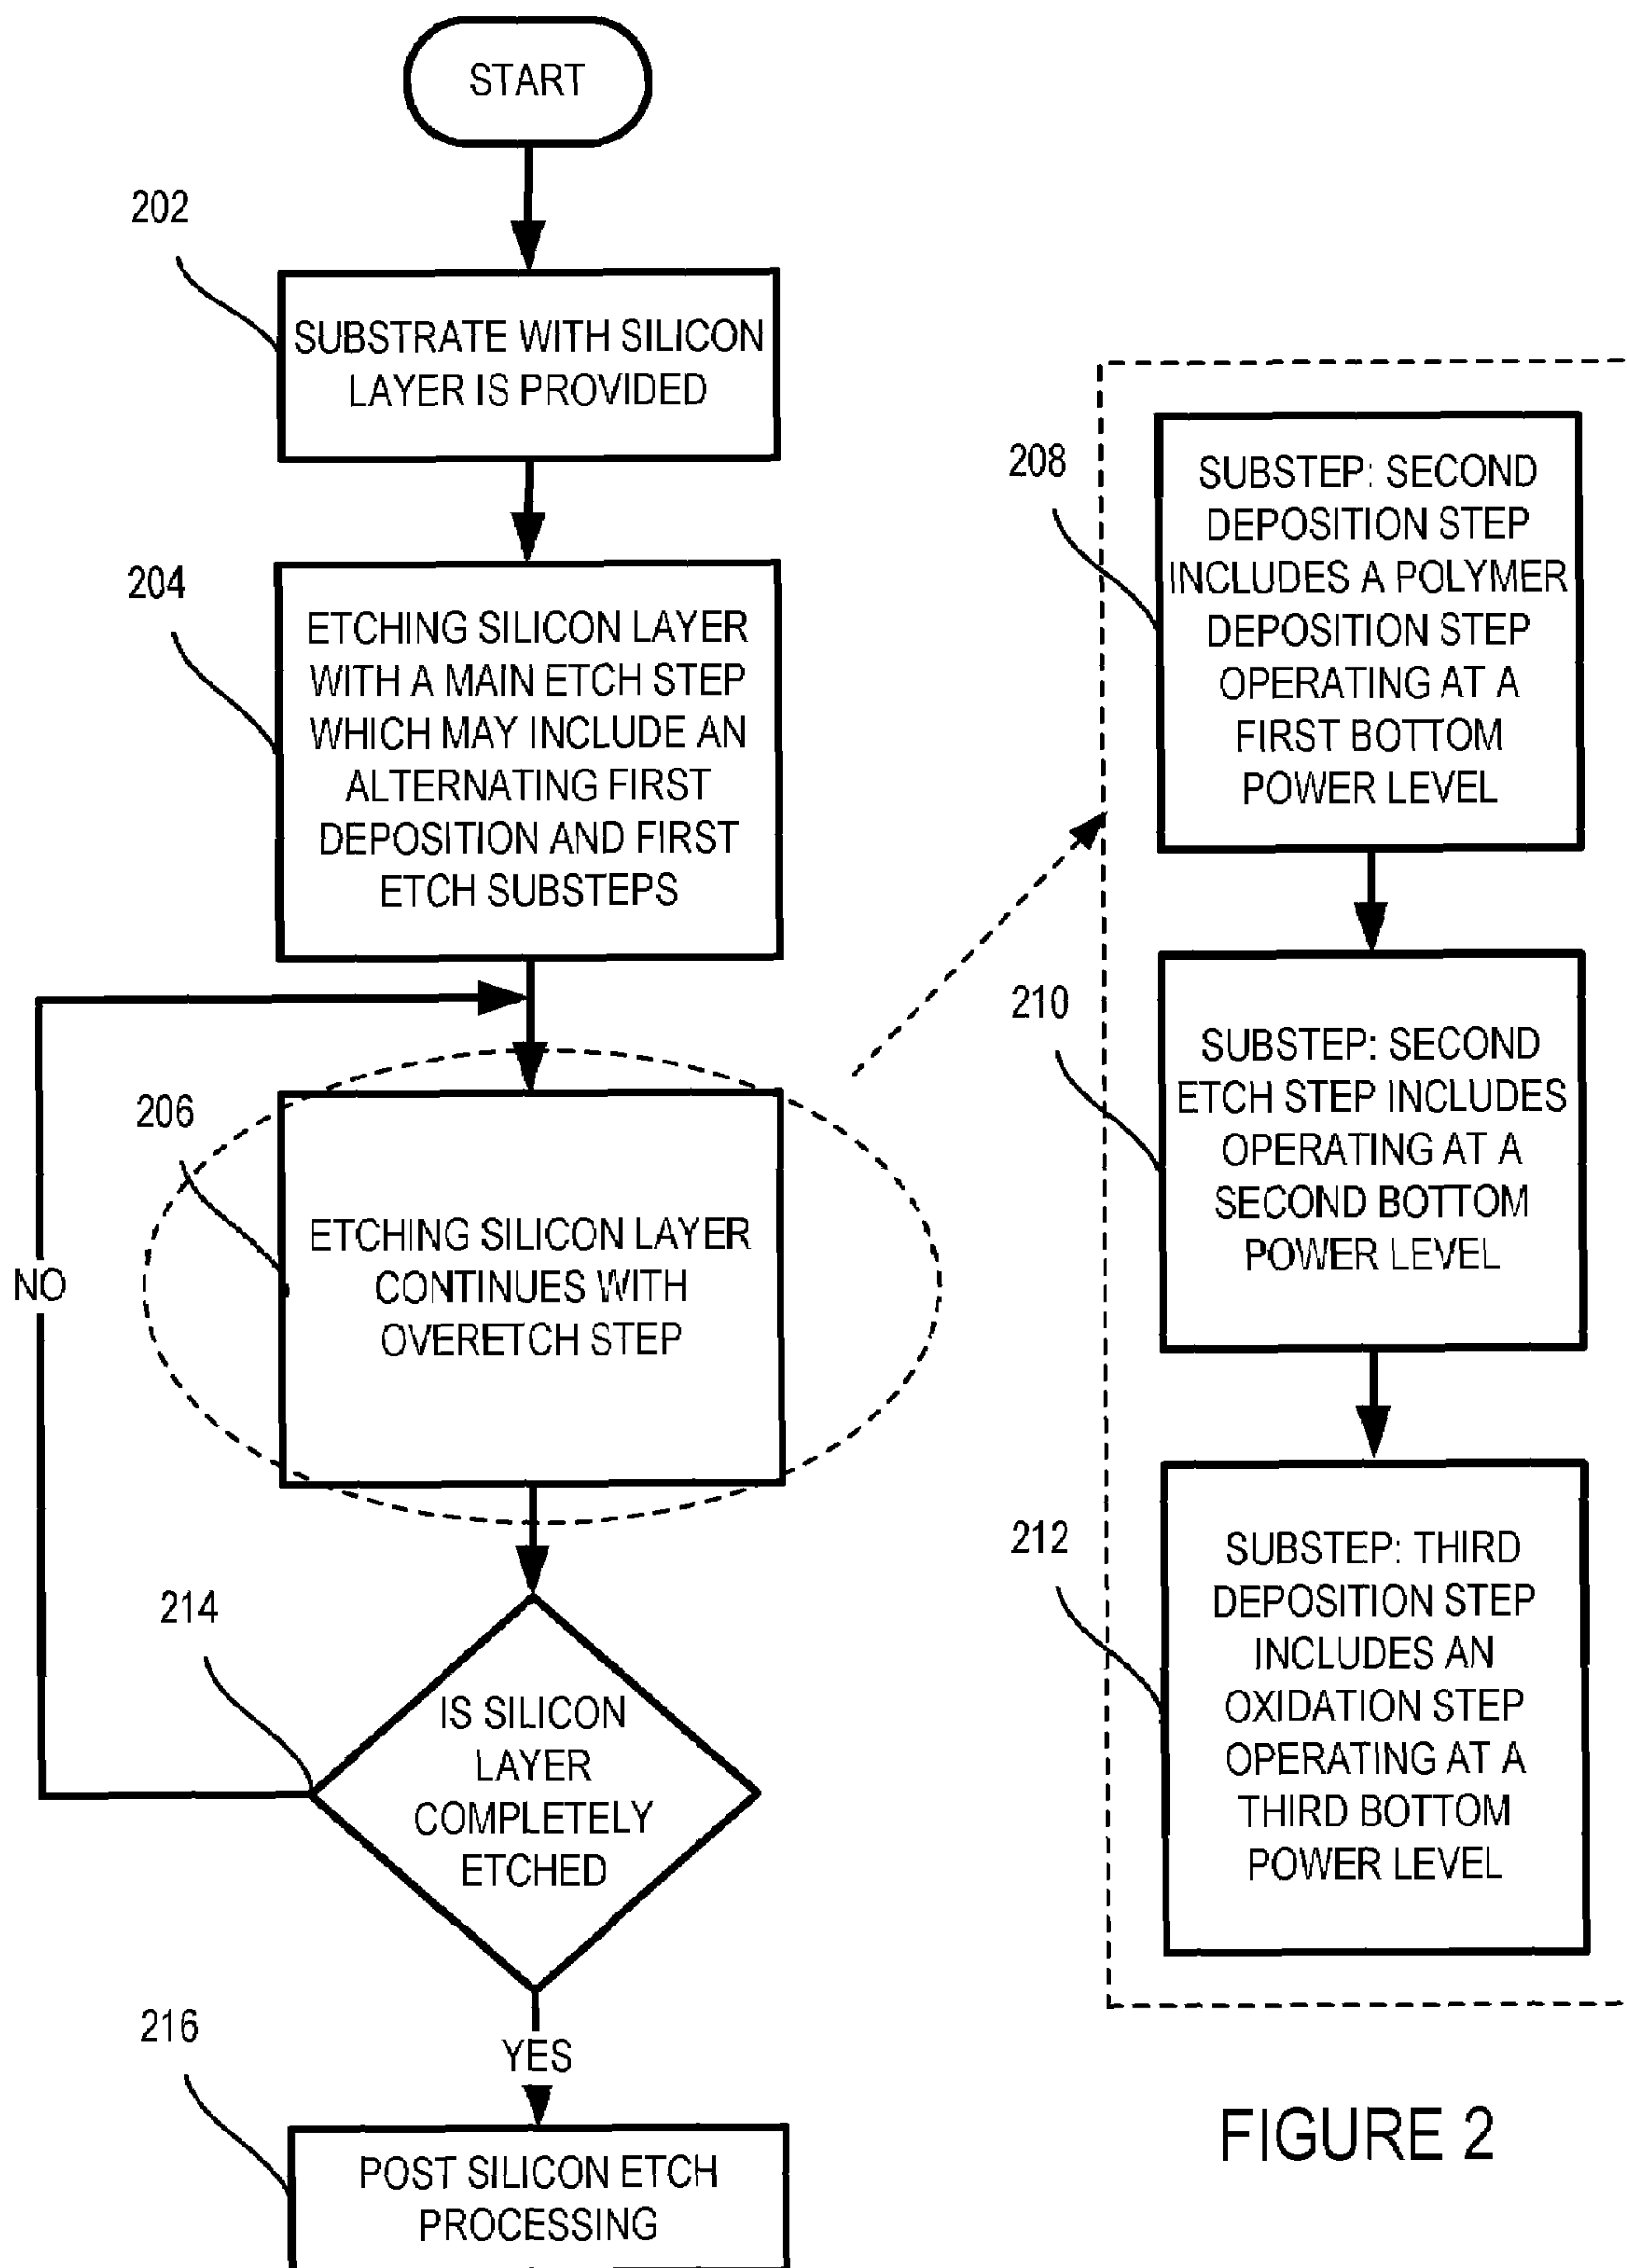 START
202
SUBSTRATE WITH SILICON
LAYER IS PROVIDED
204
ETCHING SILICON LAYER
WITH A MAIN ETCH STEP
WHICH MAY INCLUDE AN
ALTERNATING FIRST
DEPOSITION AND FIRST
ETCH SUBSTEPS
206
ETCHING SILICON LAYER
CONTINUES WITH
OVERETCH STEP
NO
214
IS SILICON
LAYER
COMPLETELY
ETCHED
YES
216
POST SILICON ETCH
PROCESSING
208
SUBSTEP: SECOND
DEPOSITION STEP
INCLUDES A POLYMER
DEPOSITION STEP
OPERATING AT A
FIRST BOTTOM
POWER LEVEL
210
SUBSTEP: SECOND
ETCH STEP INCLUDES
OPERATING AT A
SECOND BOTTOM
POWER LEVEL
212
SUBSTEP: THIRD
DEPOSITION STEP
INCLUDES AN
OXIDATION STEP
OPERATING AT A
THIRD BOTTOM
POWER LEVEL
FIGURE 2